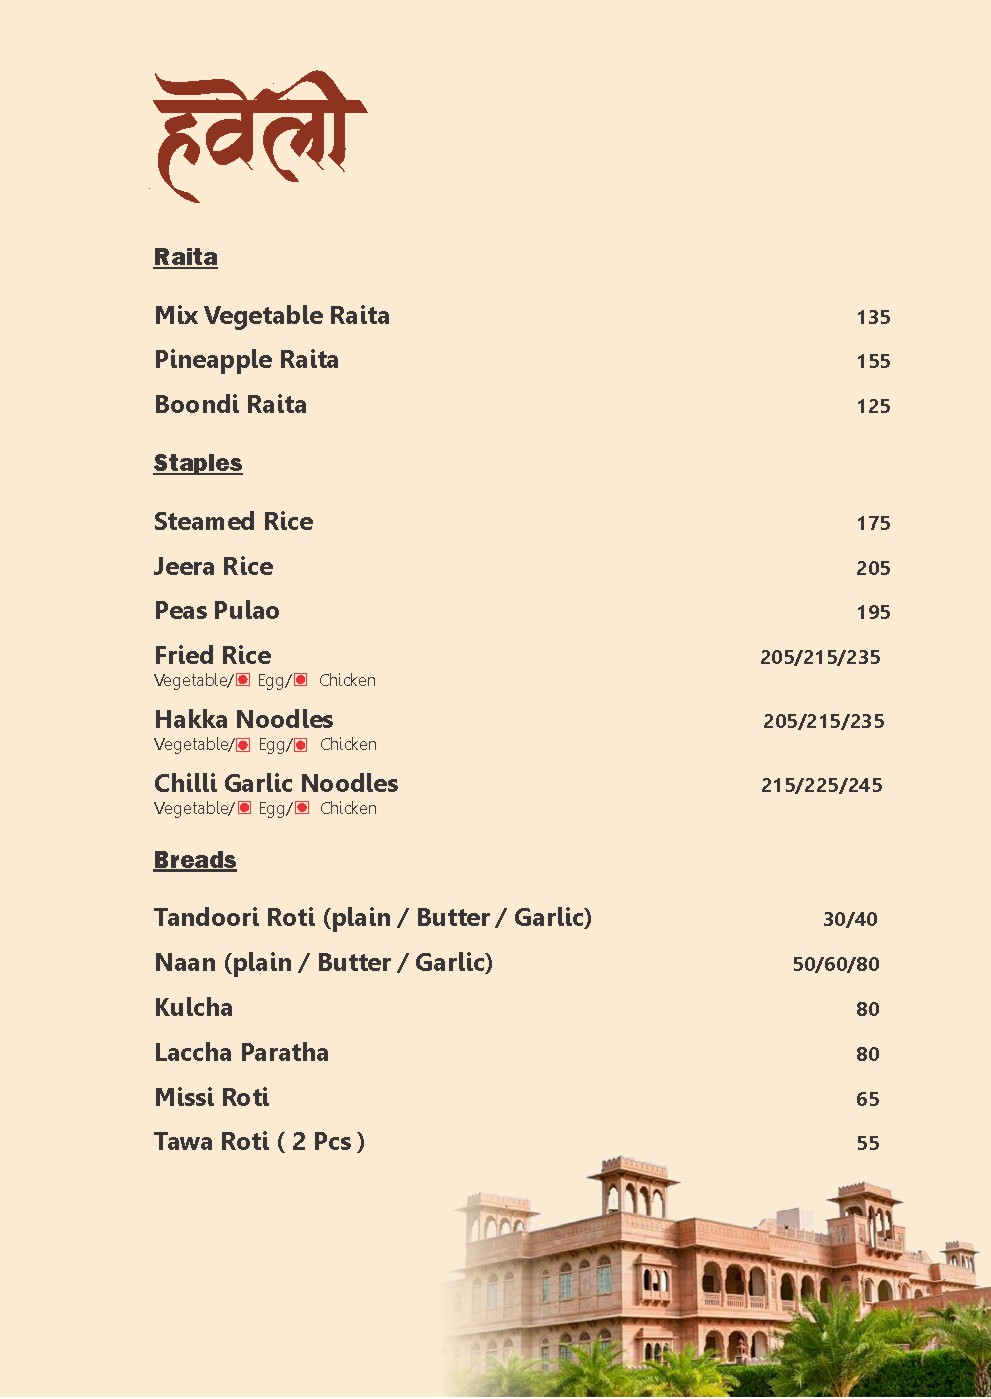 हवेली
Raita
Mix Vegetable Raita 135
Pineapple Raita 155
Boondi Raita 125
Staples
Steamed Rice 175
Jeera Rice 205
Peas Pulao 195
Fried Rice 205/215/235
Vegetable/ Egg/ Chicken
Hakka Noodles 205/215/235
Vegetable/ Egg/ Chicken
Chilli Garlic Noodles 215/225/245
Vegetable/ Egg/ Chicken
Breads
Tandoori Roti (plain / Butter / Garlic) 30/40
Naan (plain / Butter / Garlic) 50/60/80
Kulcha 80
Laccha Paratha 80
Missi Roti 65
Tawa Roti ( 2 Pcs ) 55